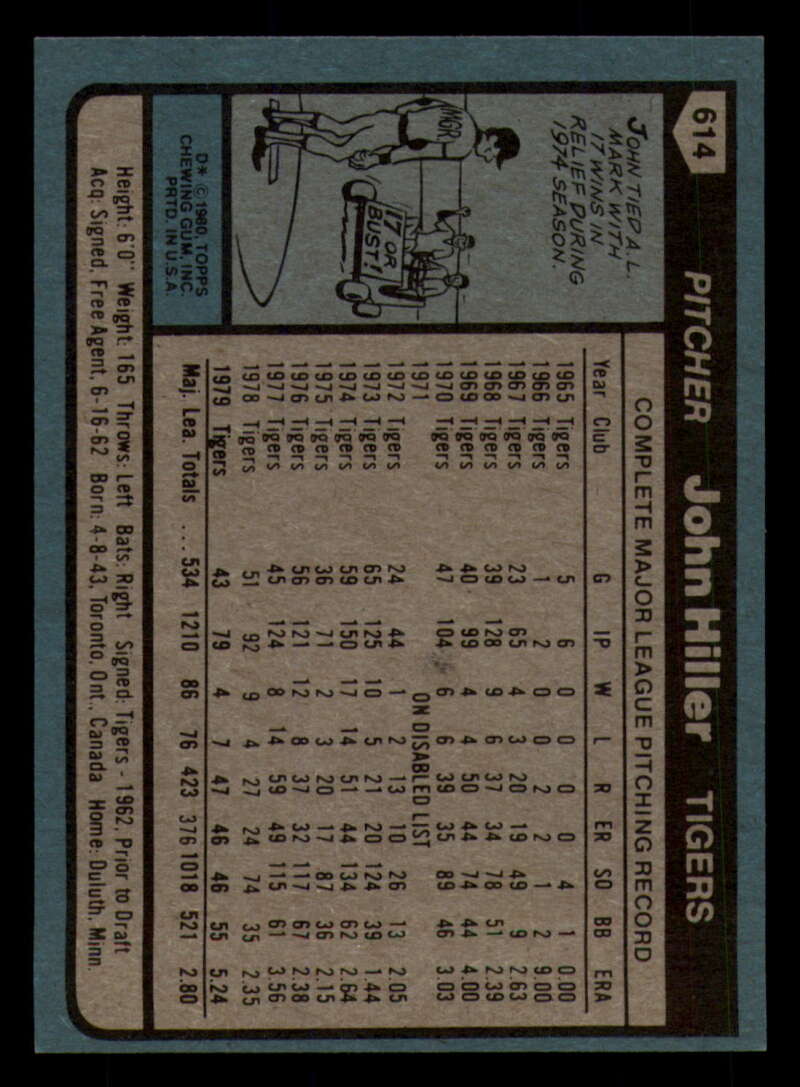 614 PITCHER John Hiller TIGERS
JOHN TIED A.L.
MARK WITH
17 WINS IN
RELIEF DURING
1974 SEASON.
MGR
17 OR
BUST!
D* © 1980 TOPPS
CHEWING GUM, INC.
PRTD. IN U.S.A.
COMPLETE MAJOR LEAGUE PITCHING RECORD
Year Club G IP W L R ER SO BB ERA
1965 Tigers 5 6 0 0 0 0 4 1 0.00
1966 Tigers 1 2 0 0 2 2 1 2 9.00
1967 Tigers 23 65 4 3 20 19 49 9 2.63
1968 Tigers 39 128 9 6 37 34 78 51 2.39
1969 Tigers 40 99 4 4 50 44 74 44 4.00
1970 Tigers 47 104 6 6 39 35 89 46 3.03
1971 ON DISABLED LIST
1972 Tigers 24 44 1 2 13 10 26 13 2.05
1973 Tigers 65 125 10 5 21 20 124 39 1.44
1974 Tigers 59 150 17 14 51 44 134 62 2.64
1975 Tigers 36 71 2 3 20 17 87 36 2.15
1976 Tigers 56 121 12 8 37 32 117 67 2.38
1977 Tigers 45 124 8 14 59 49 115 61 3.56
1978 Tigers 51 92 9 4 27 24 74 35 2.35
1979 Tigers 43 79 4 7 47 46 46 55 5.24
Maj. Lea. Totals ... 534 1210 86 76 423 376 1018 521 2.80
Height: 6'0" Weight: 165 Throws: Left Bats: Right Signed: Tigers - 1962, Prior to Draft
Acq: Signed, Free Agent, 6-16-62 Born: 4-8-43, Toronto, Ont., Canada Home: Duluth, Minn.